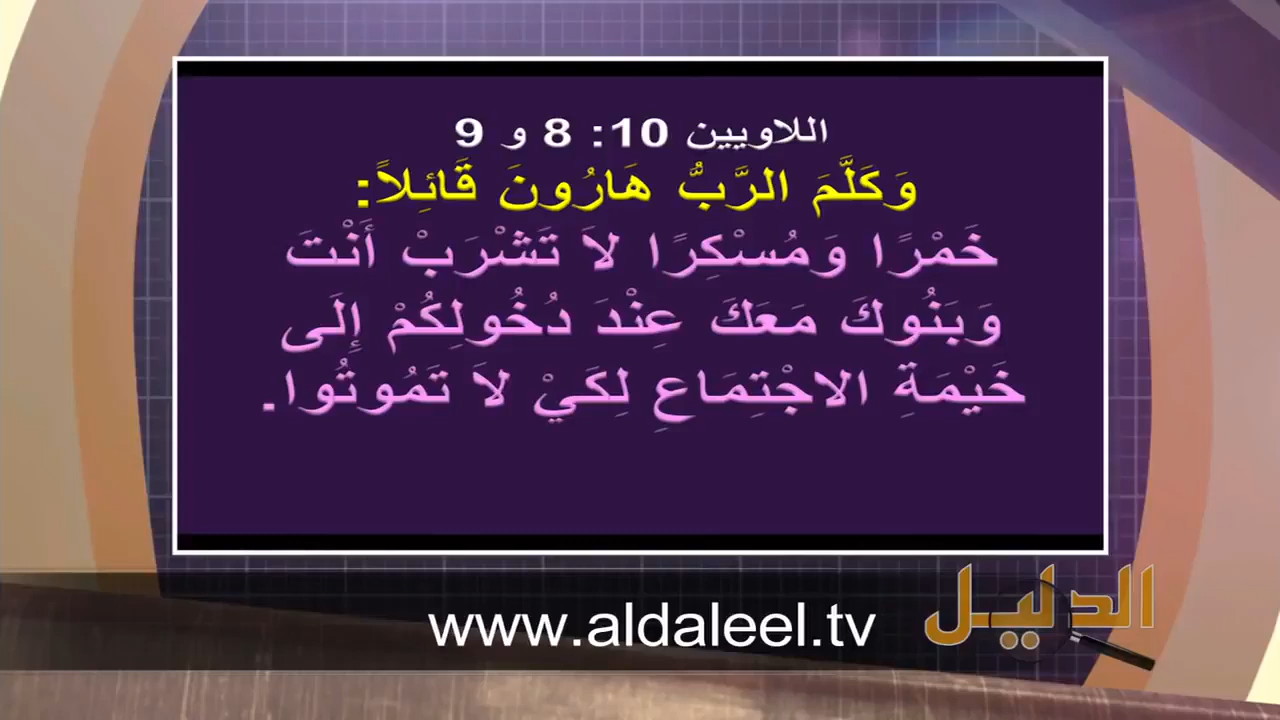 اللاويين 10: 8 و 9
وَكَلَّمَ الرَّبُّ هَارُونَ قَائِلاً:
خَمْرًا وَمُسْكِرًا لاَ تَشْرَبْ أَنْتَ
وَبَنُوكَ مَعَكَ عِنْدَ دُخُولِكُمْ إِلَى
خَيْمَةِ الاجْتِمَاعِ لِكَيْ لاَ تَمُوتُوا.
الدليل
www.aldaleel.tv